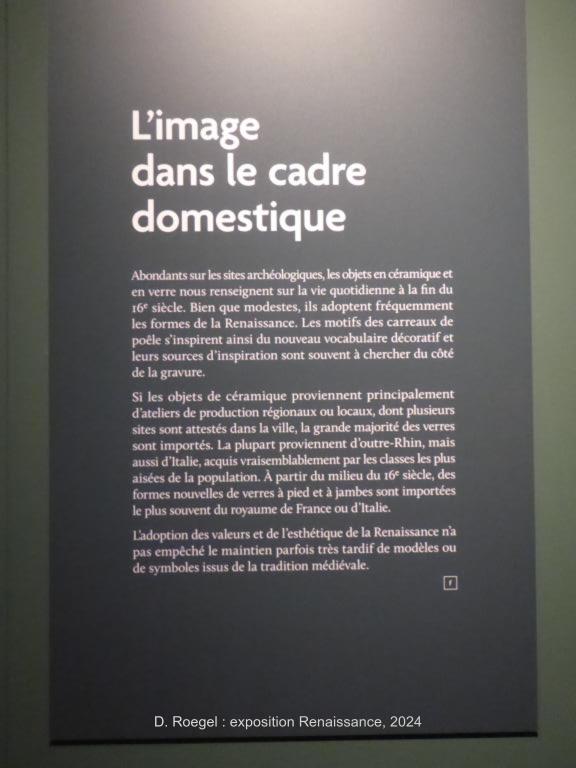 L’image
dans le cadre
domestique
Abondants sur les sites archéologiques, les objets en céramique et
en verre nous renseignent sur la vie quotidienne à la fin du
16e siècle. Bien que modestes, ils adoptent fréquemment
les formes de la Renaissance. Les motifs des carreaux de
poêle s’inspirent ainsi du nouveau vocabulaire décoratif et
leurs sources d’inspiration sont souvent à chercher du côté
de la gravure.
Si les objets de céramique proviennent principalement
d’ateliers de production régionaux ou locaux, dont plusieurs
sites sont attestés dans la ville, la grande majorité des verres
sont importés. La plupart proviennent d’outre-Rhin, mais
aussi d’Italie, acquis vraisemblablement par les classes les plus
aisées de la population. À partir du milieu du 16e siècle, des
formes nouvelles de verres à pied et à jambes sont importées
le plus souvent du royaume de France ou d’Italie.
L’adoption des valeurs et de l’esthétique de la Renaissance n’a
pas empêché le maintien parfois très tardif de modèles ou
de symboles issus de la tradition médiévale.
f
D. Roegel : exposition Renaissance, 2024